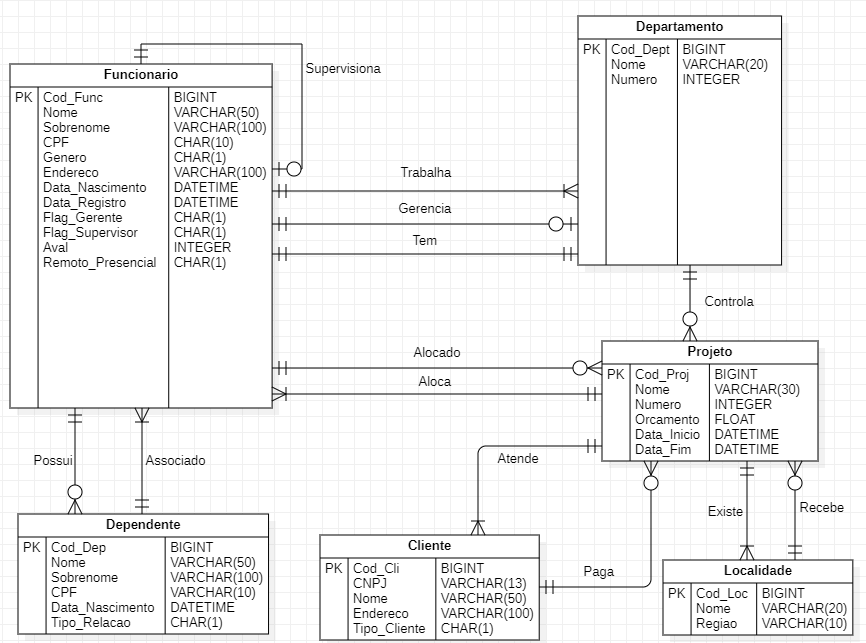 Departamento
PK Cod_Dept BIGINT
Nome VARCHAR(20)
Numero INTEGER
Supervisiona
Funcionario
PK Cod_Func BIGINT
Nome VARCHAR(50)
Sobrenome VARCHAR(100)
CPF CHAR(10)
Genero CHAR(1)
Endereco VARCHAR(100)
Data_Nascimento DATETIME
Data_Registro DATETIME
Flag_Gerente CHAR(1)
Flag_Supervisor CHAR(1)
Aval INTEGER
Remoto_Presencial CHAR(1)
Trabalha
Gerencia
Tem
Controla
Alocado
Aloca
Projeto
PK Cod_Proj BIGINT
Nome VARCHAR(30)
Numero INTEGER
Orcamento FLOAT
Data_Inicio DATETIME
Data_Fim DATETIME
Possui
Associado
Atende
Existe
Recebe
Paga
Dependente
PK Cod_Dep BIGINT
Nome VARCHAR(50)
Sobrenome VARCHAR(100)
CPF VARCHAR(10)
Data_Nascimento DATETIME
Tipo_Relacao CHAR(1)
Cliente
PK Cod_Cli BIGINT
CNPJ VARCHAR(13)
Nome VARCHAR(50)
Endereco VARCHAR(100)
Tipo_Cliente CHAR(1)
Localidade
PK Cod_Loc BIGINT
Nome VARCHAR(20)
Regiao VARCHAR(10)